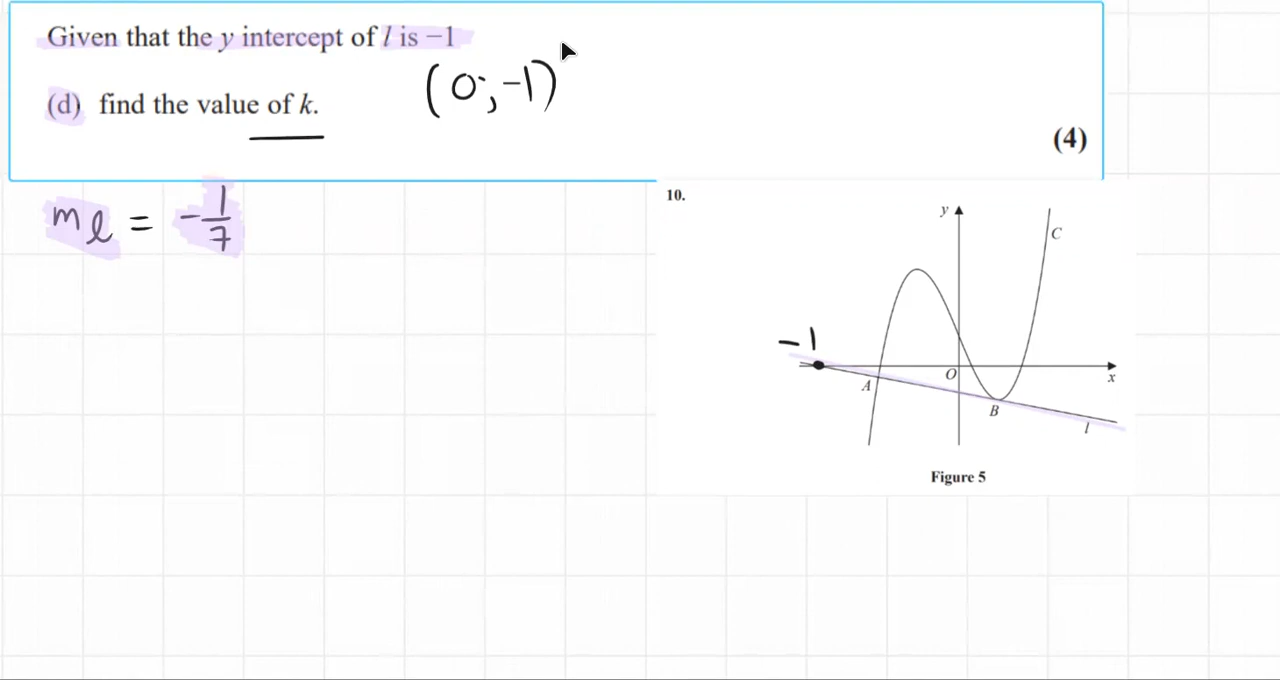 Given that the y intercept of l is −1
(0;, −1)
(d) find the value of k.
(4)
m l = − 1/7
10.
y
C
−1
A
O
x
B
l
Figure 5